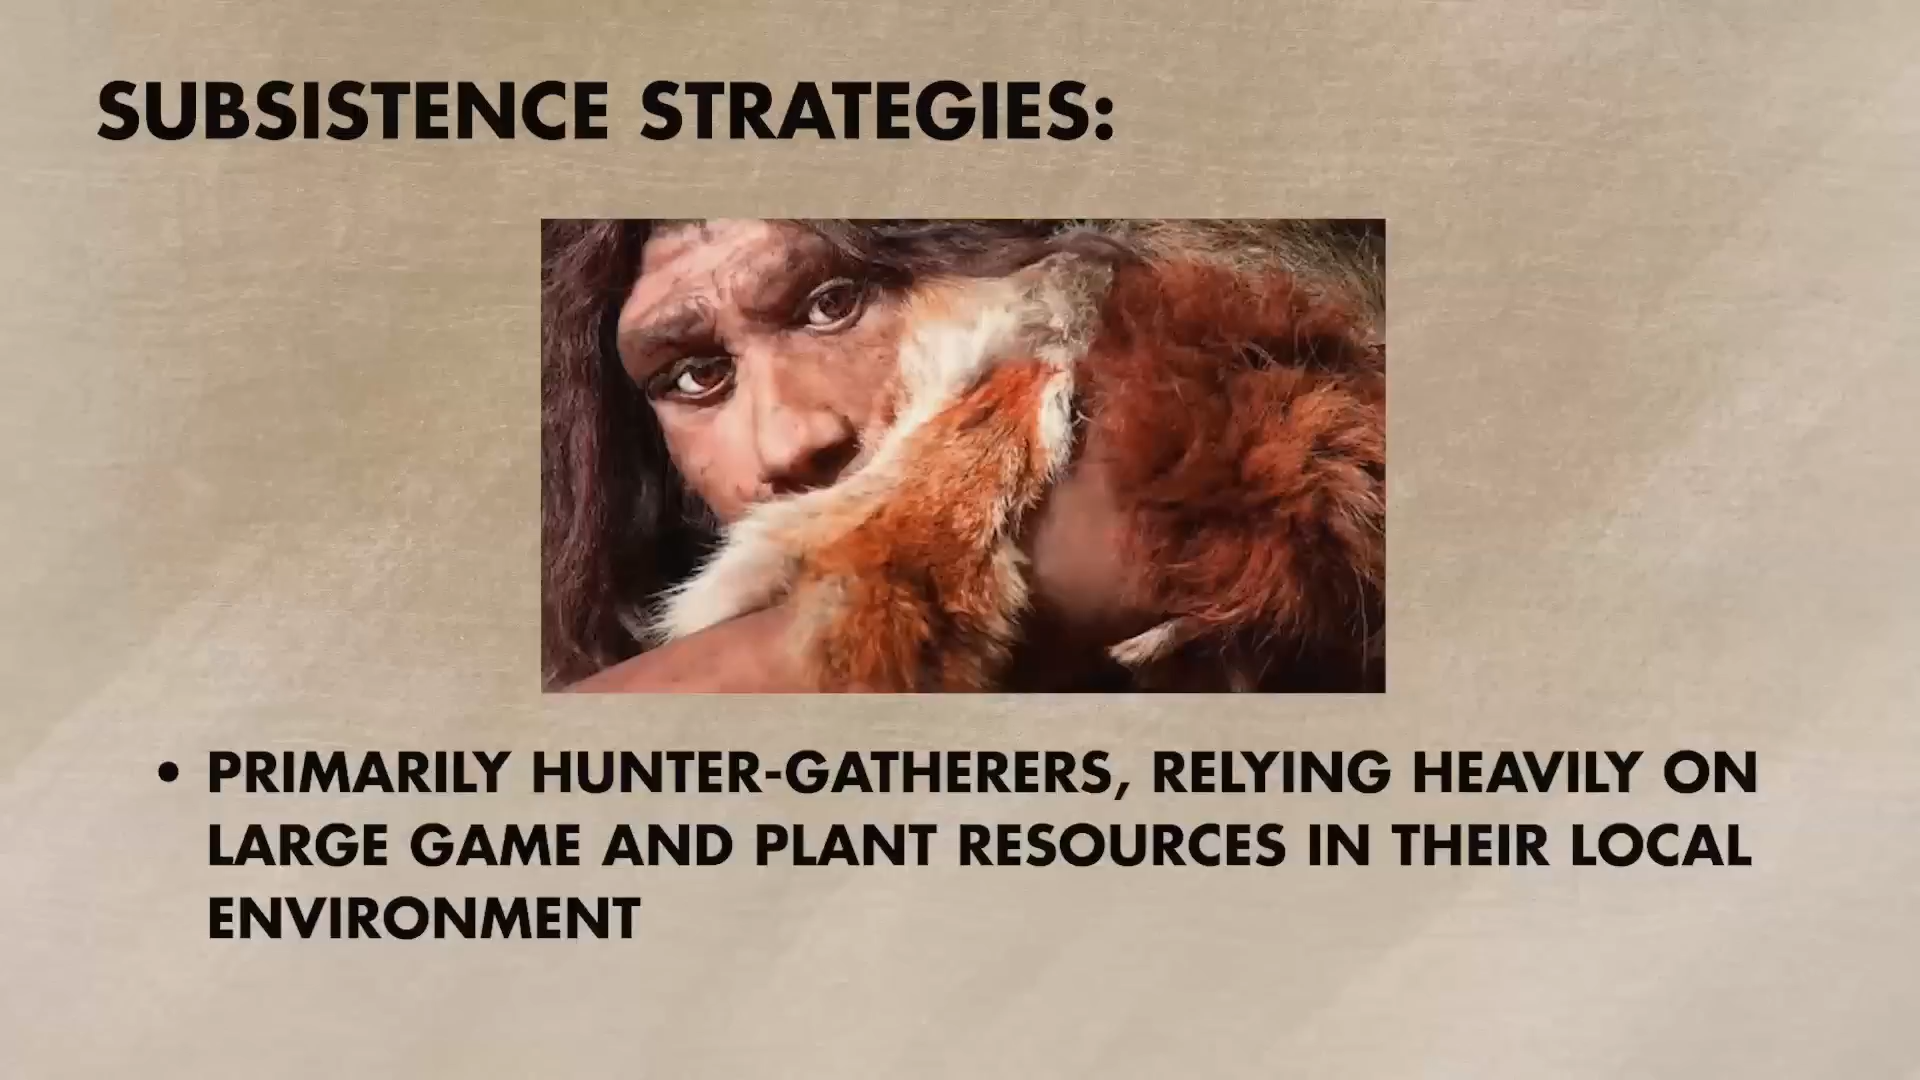 SUBSISTENCE STRATEGIES:
• PRIMARILY HUNTER-GATHERERS, RELYING HEAVILY ON
LARGE GAME AND PLANT RESOURCES IN THEIR LOCAL
ENVIRONMENT